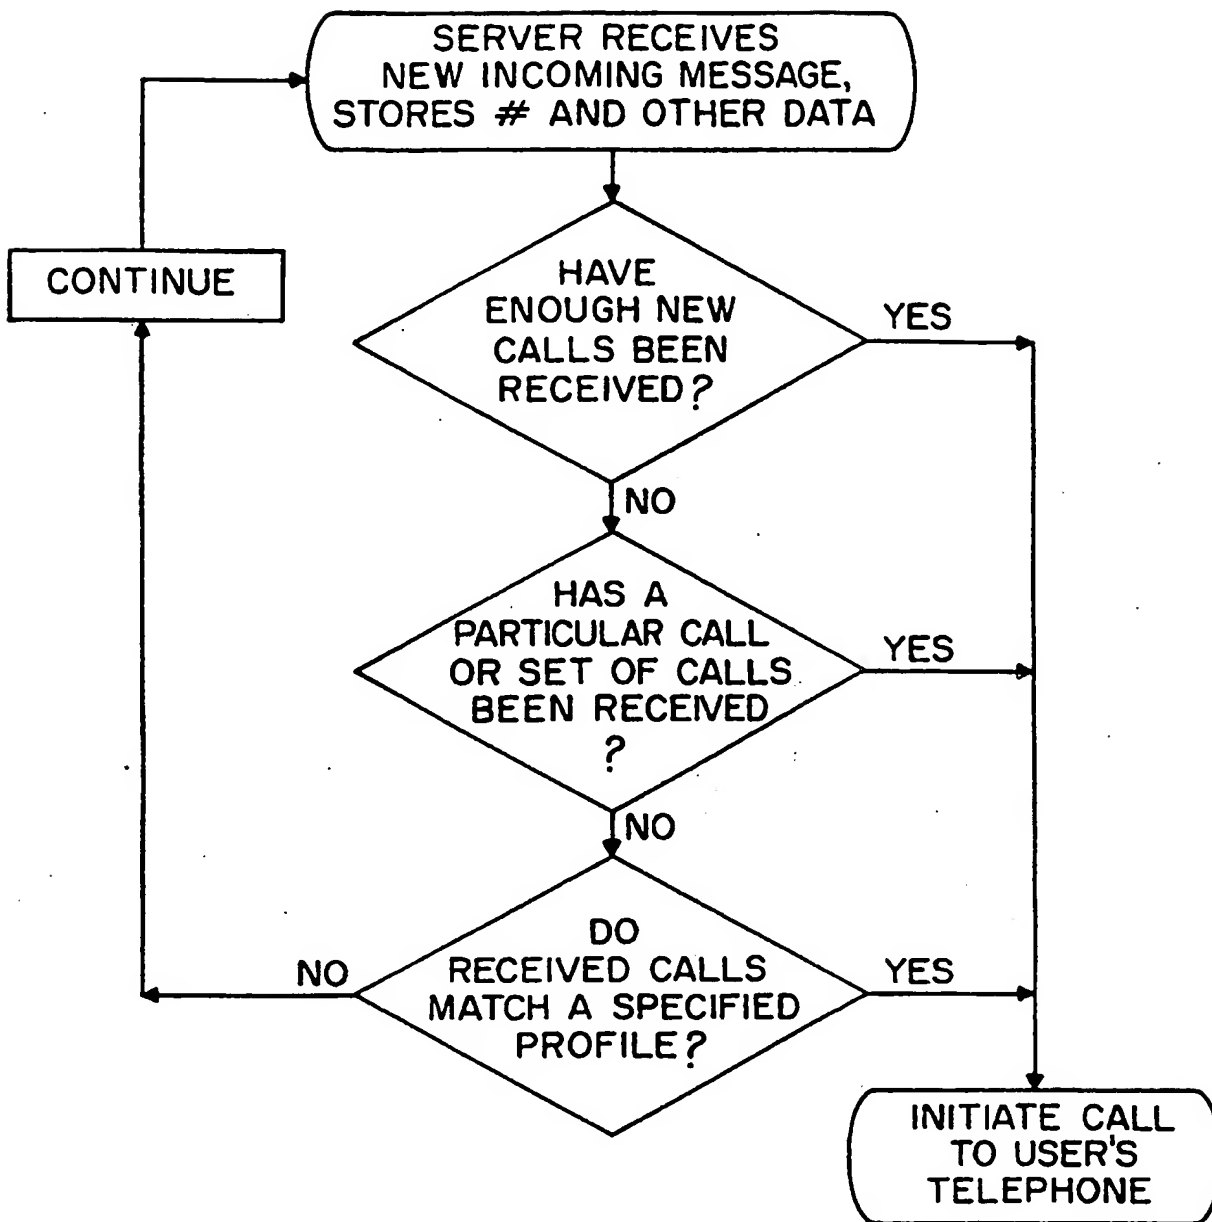 SERVER RECEIVES
NEW INCOMING MESSAGE,
STORES # AND OTHER DATA
CONTINUE
HAVE
ENOUGH NEW
CALLS BEEN
RECEIVED?
YES
NO
HAS A
PARTICULAR CALL
OR SET OF CALLS
BEEN RECEIVED
?
YES
NO
DO
RECEIVED CALLS
MATCH A SPECIFIED
PROFILE?
NO
YES
INITIATE CALL
TO USER'S
TELEPHONE